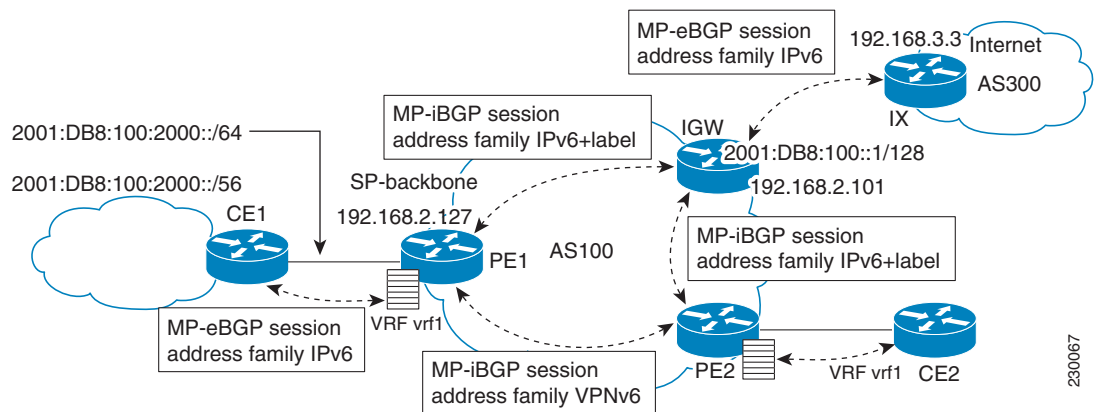 MP-eBGP session
address family IPv6
192.168.3.3
Internet
AS300
IX
MP-iBGP session
address family IPv6+label
IGW
2001:DB8:100:2000::/64
2001:DB8:100::1/128
2001:DB8:100:2000::/56
SP-backbone
192.168.2.101
CE1
192.168.2.127
PE1
AS100
MP-iBGP session
address family IPv6+label
VRF vrf1
MP-eBGP session
address family IPv6
MP-iBGP session
address family VPNv6
PE2
VRF vrf1
CE2
230067